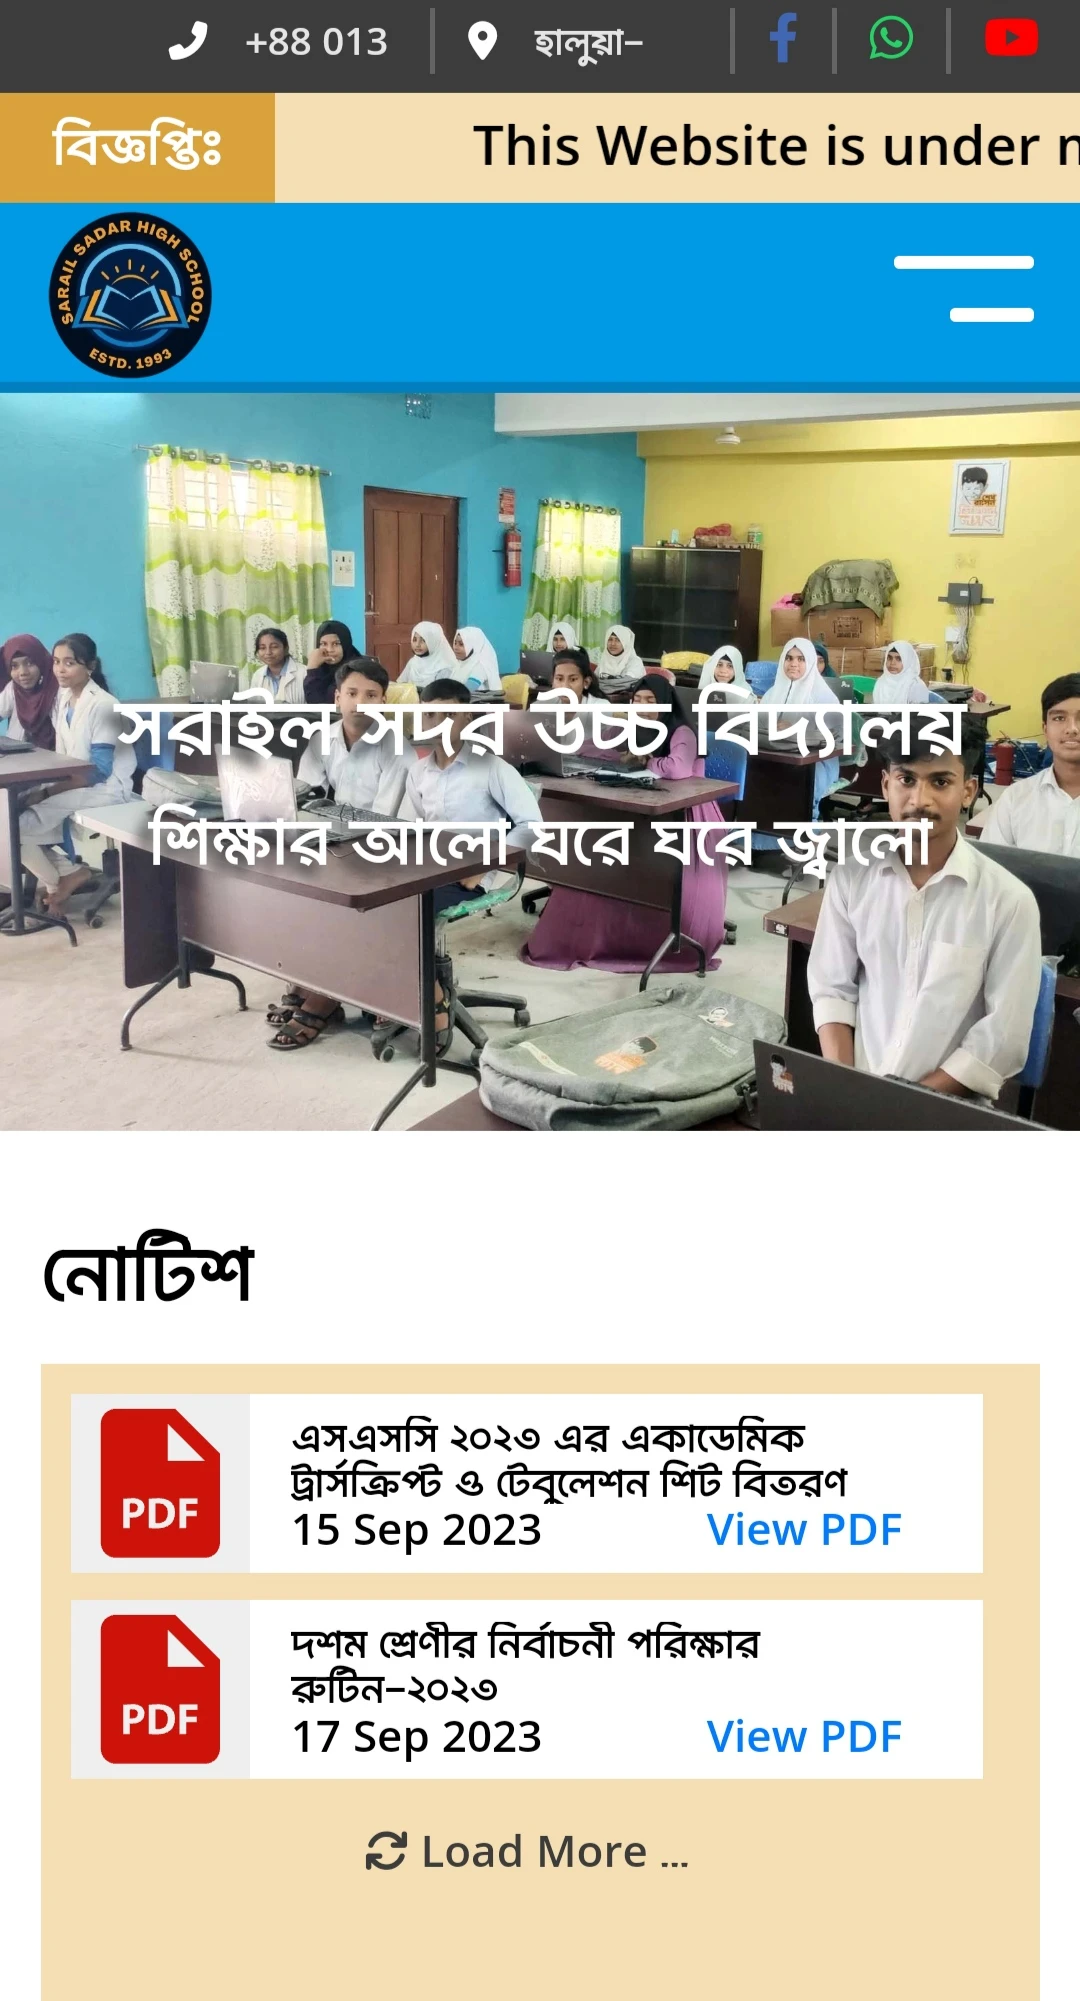 +88 013
হালুয়া–
বিজ্ঞপ্তিঃ
This Website is under
SARAIL SADAR HIGH SCHOOL
ESTD. 1993
সরাইল সদর উচ্চ বিদ্যালয়
শিক্ষার আলো ঘরে ঘরে জ্বালো
নোটিশ
PDF
এসএসসি ২০২৩ এর একাডেমিক
ট্রার্সক্রিপ্ট ও টেবুলেশন শিট বিতরণ
15 Sep 2023 View PDF
PDF
দশম শ্রেণীর নির্বাচনী পরিক্ষার
রুটিন–২০২৩
17 Sep 2023 View PDF
Load More ...